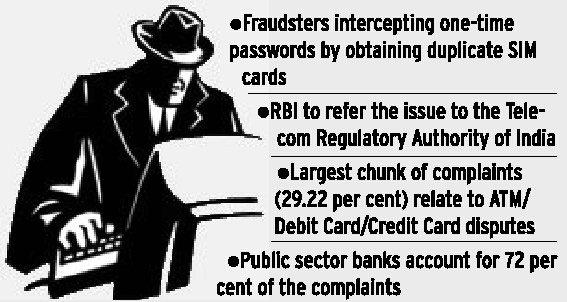 ●Fraudsters intercepting one-time
passwords by obtaining duplicate SIM
cards
●RBI to refer the issue to the Tele-
com Regulatory Authority of India
●Largest chunk of complaints
(29.22 per cent) relate to ATM/
Debit Card/Credit Card disputes
●Public sector banks account for 72 per
cent of the complaints